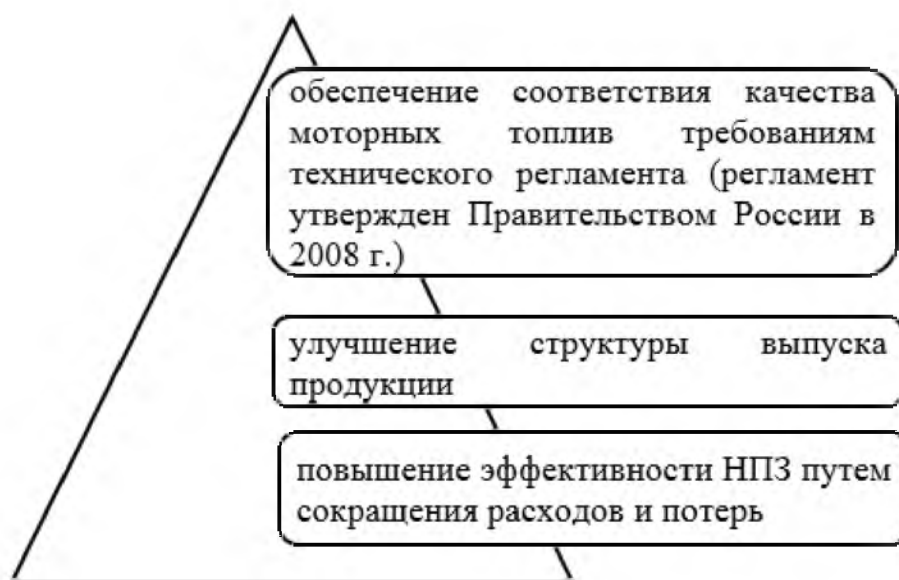 обеспечение соответствия качества
моторных топлив требованиям
технического регламента (регламент
утвержден Правительством России в
2008 г.)
улучшение структуры выпуска
продукции
повышение эффективности НПЗ путем
сокращения расходов и потерь